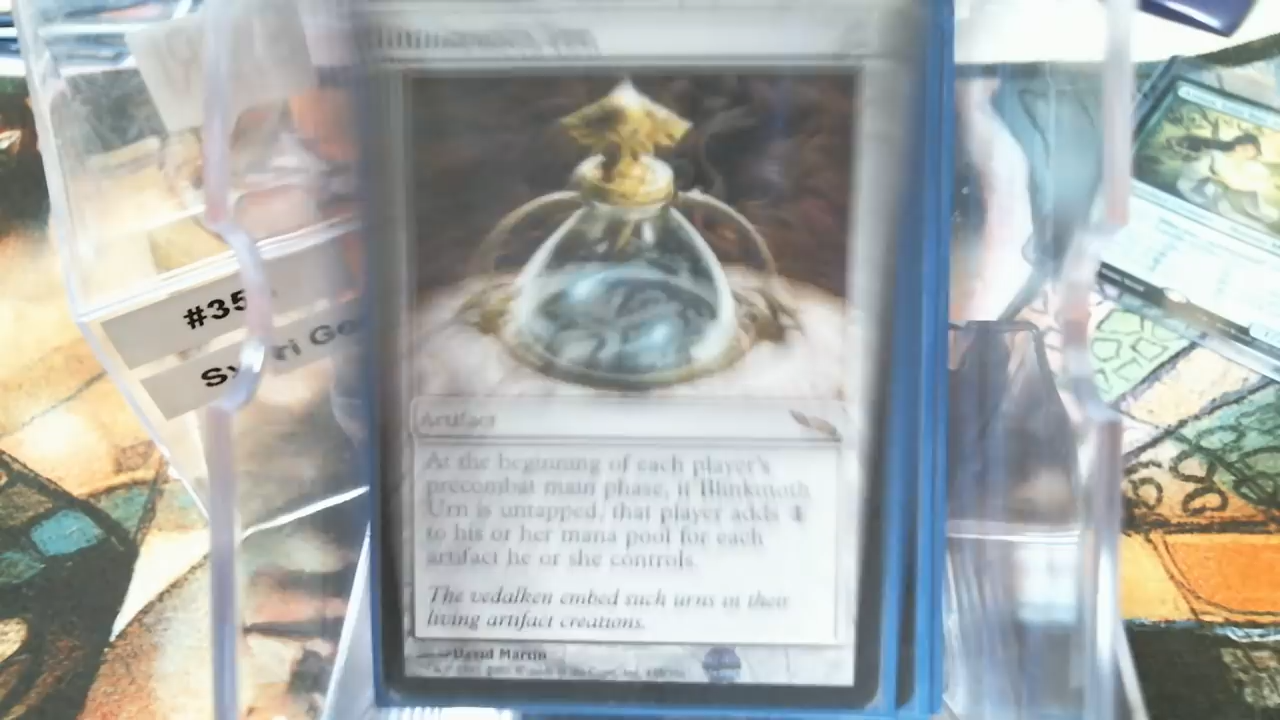 #35
ri Go
Artifact
At the beginning of each player's
precombat main phase, if Blinkmoth
Urn is untapped, that player adds 1
to his or her mana pool for each
artifact he or she controls.
The vedalken embed such urns in their
living artifact creations.
David Martin